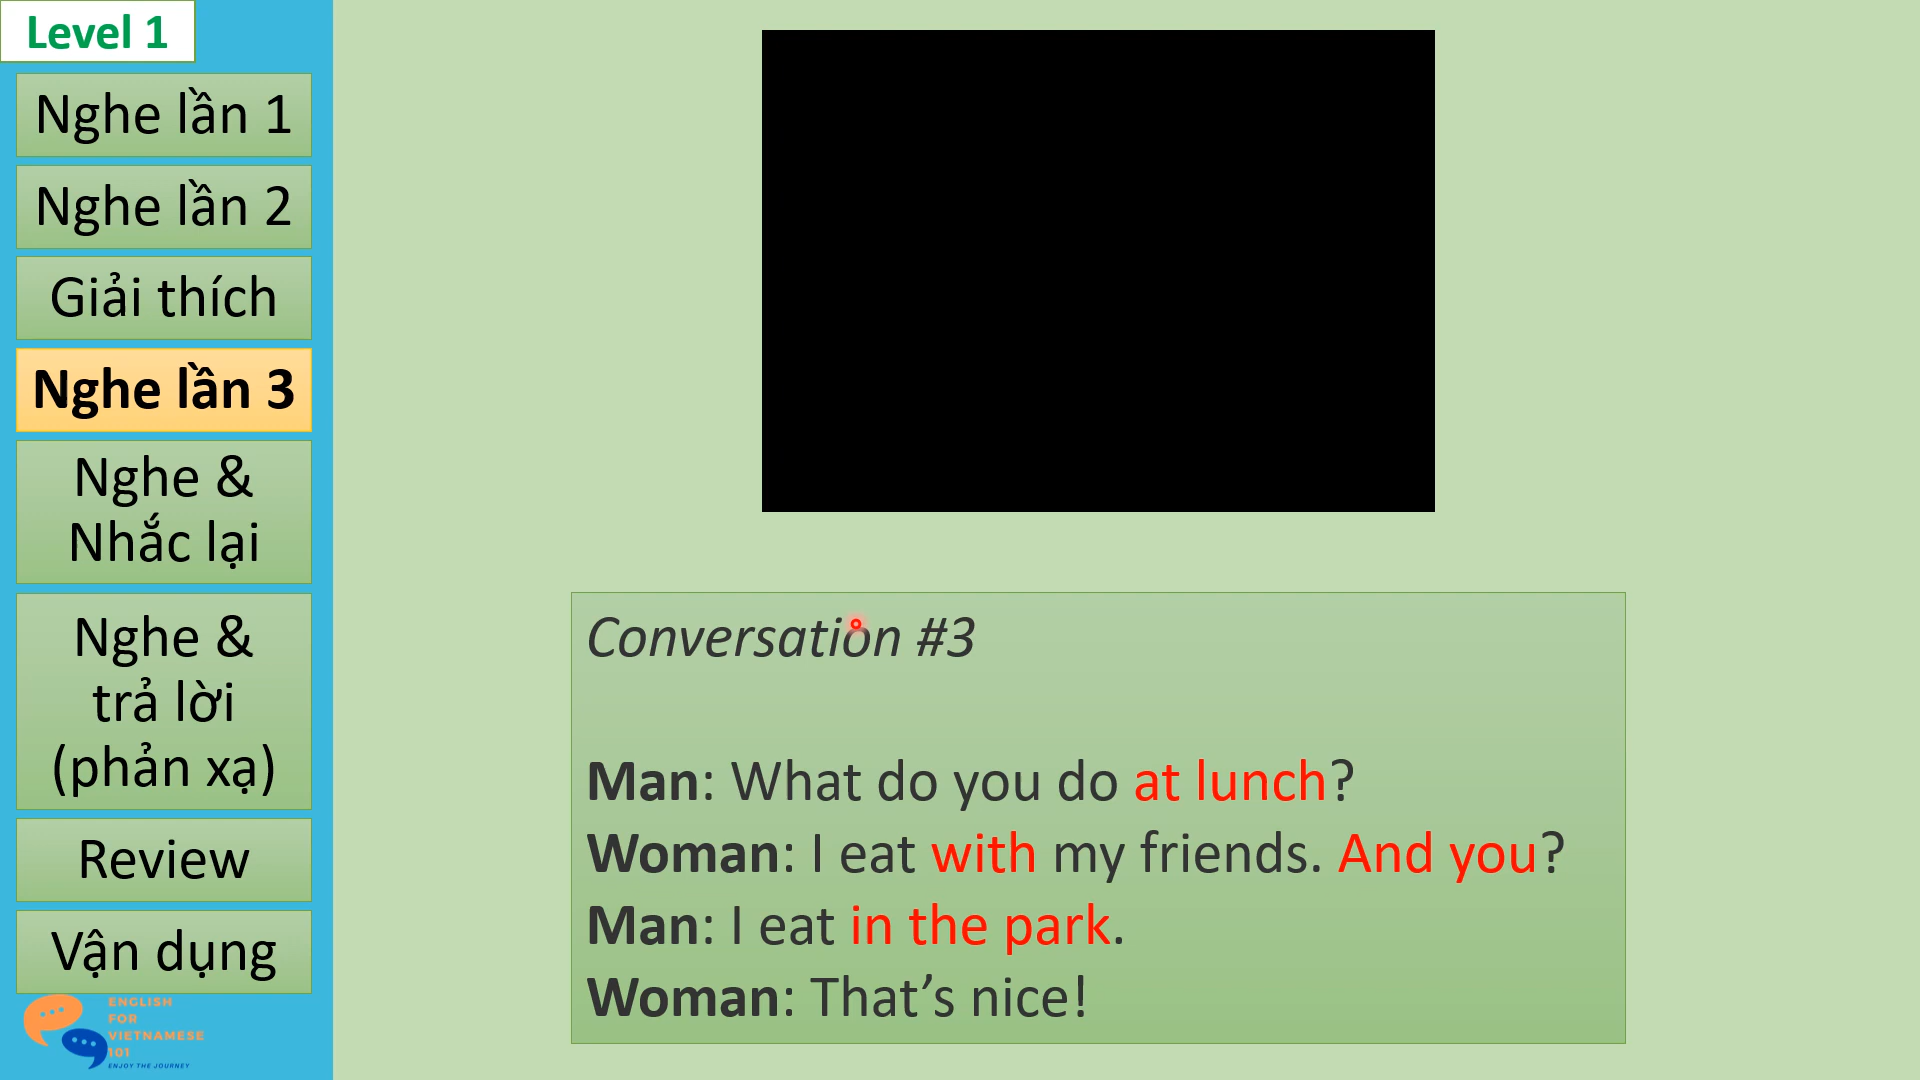 Level 1
Nghe lần 1
Nghe lần 2
Giải thích
Nghe lần 3
Nghe &
Nhắc lại
Nghe &
trả lời
(phản xạ)
Review
Vận dụng
ENGLISH
FOR
VIETNAMESE
101
ENJOY THE JOURNEY
Conversation #3
Man: What do you do at lunch?
Woman: I eat with my friends. And you?
Man: I eat in the park.
Woman: That’s nice!